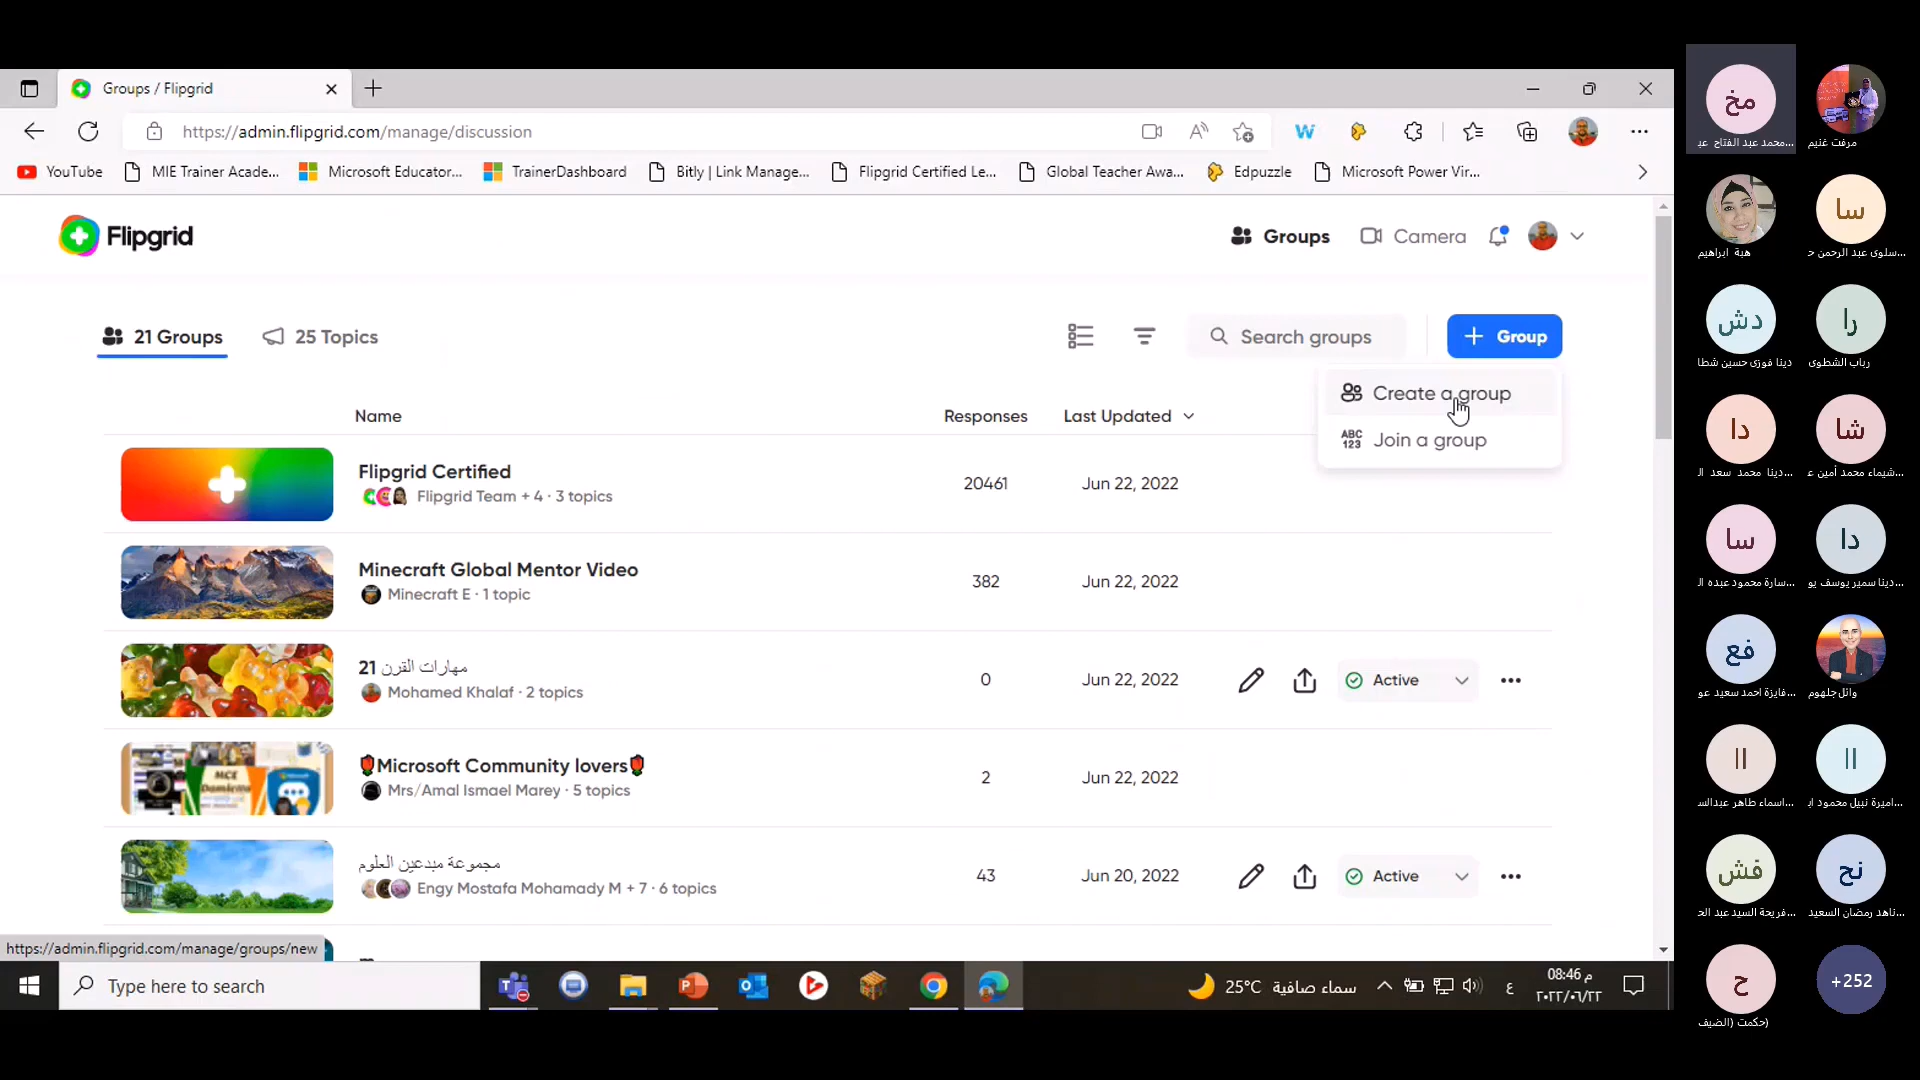 Groups / Flipgrid
https://admin.flipgrid.com/manage/discussion
YouTube
MIE Trainer Acade...
Microsoft Educator...
TrainerDashboard
Bitly | Link Manage...
Flipgrid Certified Le...
Global Teacher Awa...
Edpuzzle
Microsoft Power Vir...
Flipgrid
Groups
Camera
21 Groups
25 Topics
Search groups
+ Group
Create a group
ABC 123 Join a group
Name
Responses
Last Updated
Flipgrid Certified
Flipgrid Team + 4 · 3 topics
20461
Jun 22, 2022
Minecraft Global Mentor Video
Minecraft E · 1 topic
382
Jun 22, 2022
مهارات القرن 21
Mohamed Khalaf · 2 topics
0
Jun 22, 2022
Active
🌹Microsoft Community lovers🌹
Mrs/Amal Ismael Marey · 5 topics
2
Jun 22, 2022
مجموعة مبدعين العلوم
Engy Mostafa Mohamady M + 7 · 6 topics
43
Jun 20, 2022
Active
https://admin.flipgrid.com/manage/groups/new
Type here to search
25°C سماء صافية
ع
08:46 م
٢٠٢٢/٠٦/٢٢
مخ
محمد عبد الفتاح عب...
مرفت غنيم
هبة ابراهيم
سا
سلوى عبد الرحمن ح...
دش
دينا فوزى حسين شطا
را
رباب الشطوى
دا
دينا محمد سعد ال...
شا
شيماء محمد أمين ع...
سا
سارة محمود عبده ال...
دا
دينا سمير يوسف يو...
فع
فايزة احمد سعيد عو...
وائل جلهوم
اا
اسماء طاهر عبدالس...
اا
اميرة نبيل محمود اب...
فش
فريحة السيد عبد الح...
نح
ناهد رمضان السعيد...
ح
حكمت (الضيف)
+252